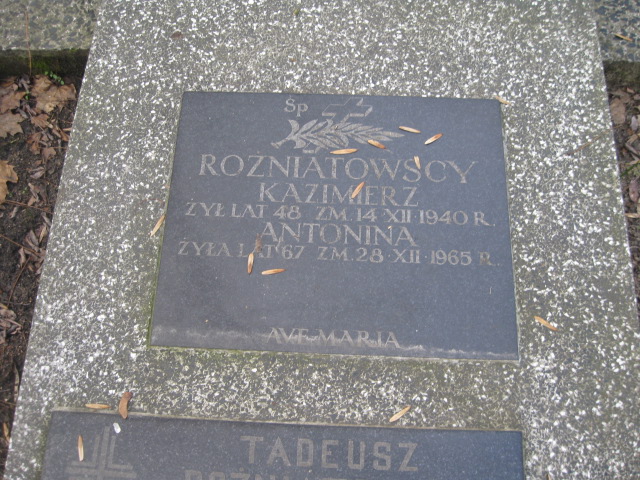 Śp
ROZNIATOWSCY
KAZIMIERZ
ŻYŁ LAT 48 ZM. 14 XII 1940 R.
ANTONINA
ŻYŁA LAT 67 ZM. 28 XII 1965 R.
AVE MARIA
TADEUSZ